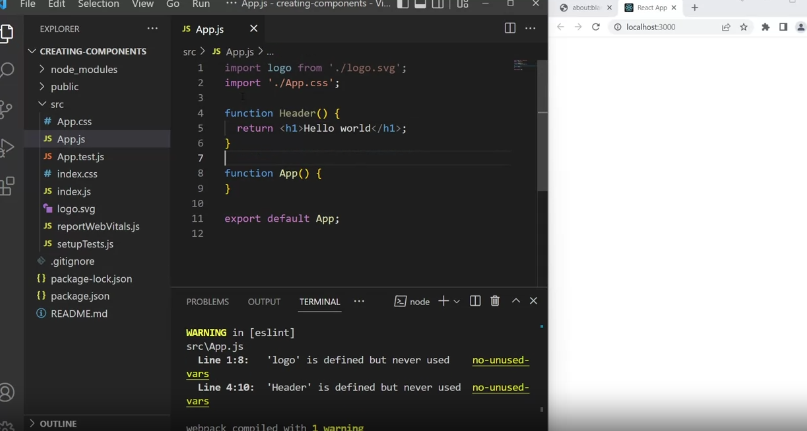 File Edit Selection View Go Run ··· App.js - creating-components - Vi...
about:bla
React App
localhost:3000
EXPLORER
CREATING-COMPONENTS
node_modules
public
src
# App.css
JS App.js
JS App.test.js
# index.css
JS index.js
logo.svg
JS reportWebVitals.js
JS setupTests.js
.gitignore
{} package-lock.json
{} package.json
README.md
OUTLINE
JS App.js
src > JS App.js > ...
1 import logo from './logo.svg';
2 import './App.css';
3
4 function Header() {
5 return <h1>Hello world</h1>;
6 }
7
8 function App() {
9 }
10
11 export default App;
12
PROBLEMS OUTPUT TERMINAL ··· node
WARNING in [eslint]
src\App.js
Line 1:8: 'logo' is defined but never used no-unused-
vars
Line 4:10: 'Header' is defined but never used no-unused-
vars
webpack compiled with 1 warning